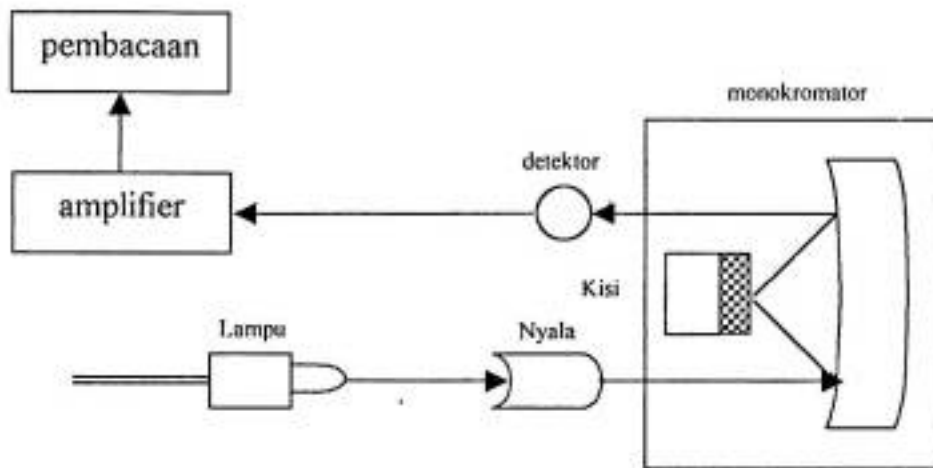 pembacaan
monokromator
detektor
amplifier
Kisi
Lampu
Nyala